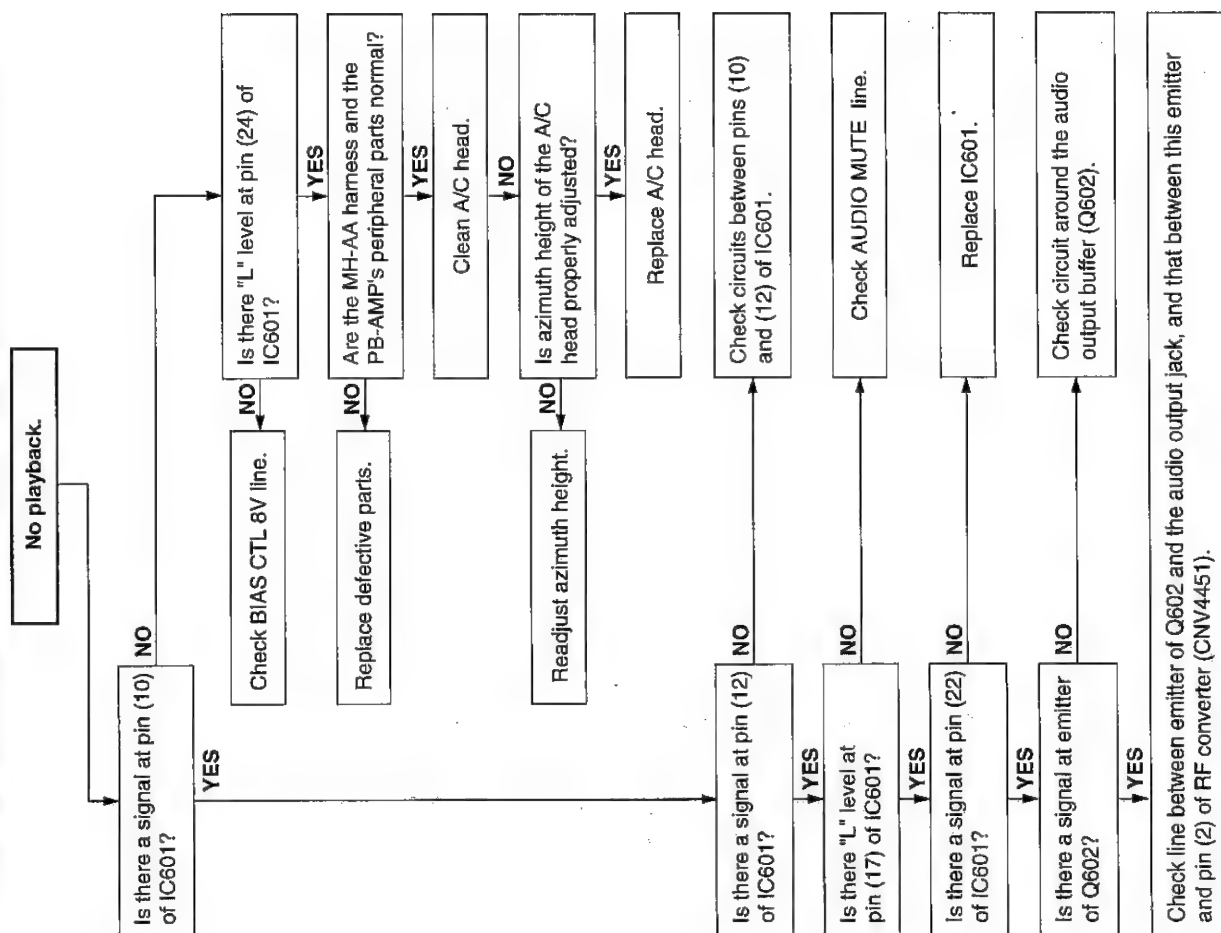 No playback.
Is there a signal at pin (10)
of IC601?
NO
YES
Is there "L" level at pin (24) of
IC601?
NO
YES
Check BIAS CTL 8V line.
Are the MH-AA harness and the
PB-AMP's peripheral parts normal?
NO
YES
Replace defective parts.
Clean A/C head.
NO
Is azimuth height of the A/C
head properly adjusted?
NO
YES
Readjust azimuth height.
Replace A/C head.
Is there a signal at pin (12)
of IC601?
NO
YES
Check circuits between pins (10)
and (12) of IC601.
Is there "L" level at
pin (17) of IC601?
NO
YES
Check AUDIO MUTE line.
Is there a signal at pin (22)
of IC601?
NO
YES
Replace IC601.
Is there a signal at emitter
of Q602?
NO
YES
Check circuit around the audio
output buffer (Q602).
Check line between emitter of Q602 and the audio output jack, and that between this emitter
and pin (2) of RF converter (CNV4451).